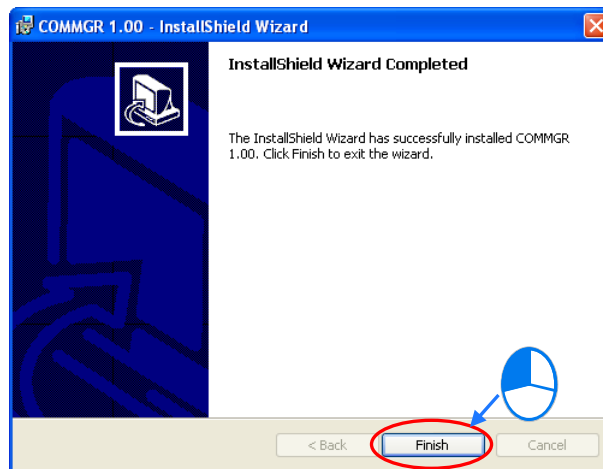 COMMGR 1.00 - InstallShield Wizard
InstallShield Wizard Completed
The InstallShield Wizard has successfully installed COMMGR
1.00. Click Finish to exit the wizard.
< Back
Finish
Cancel